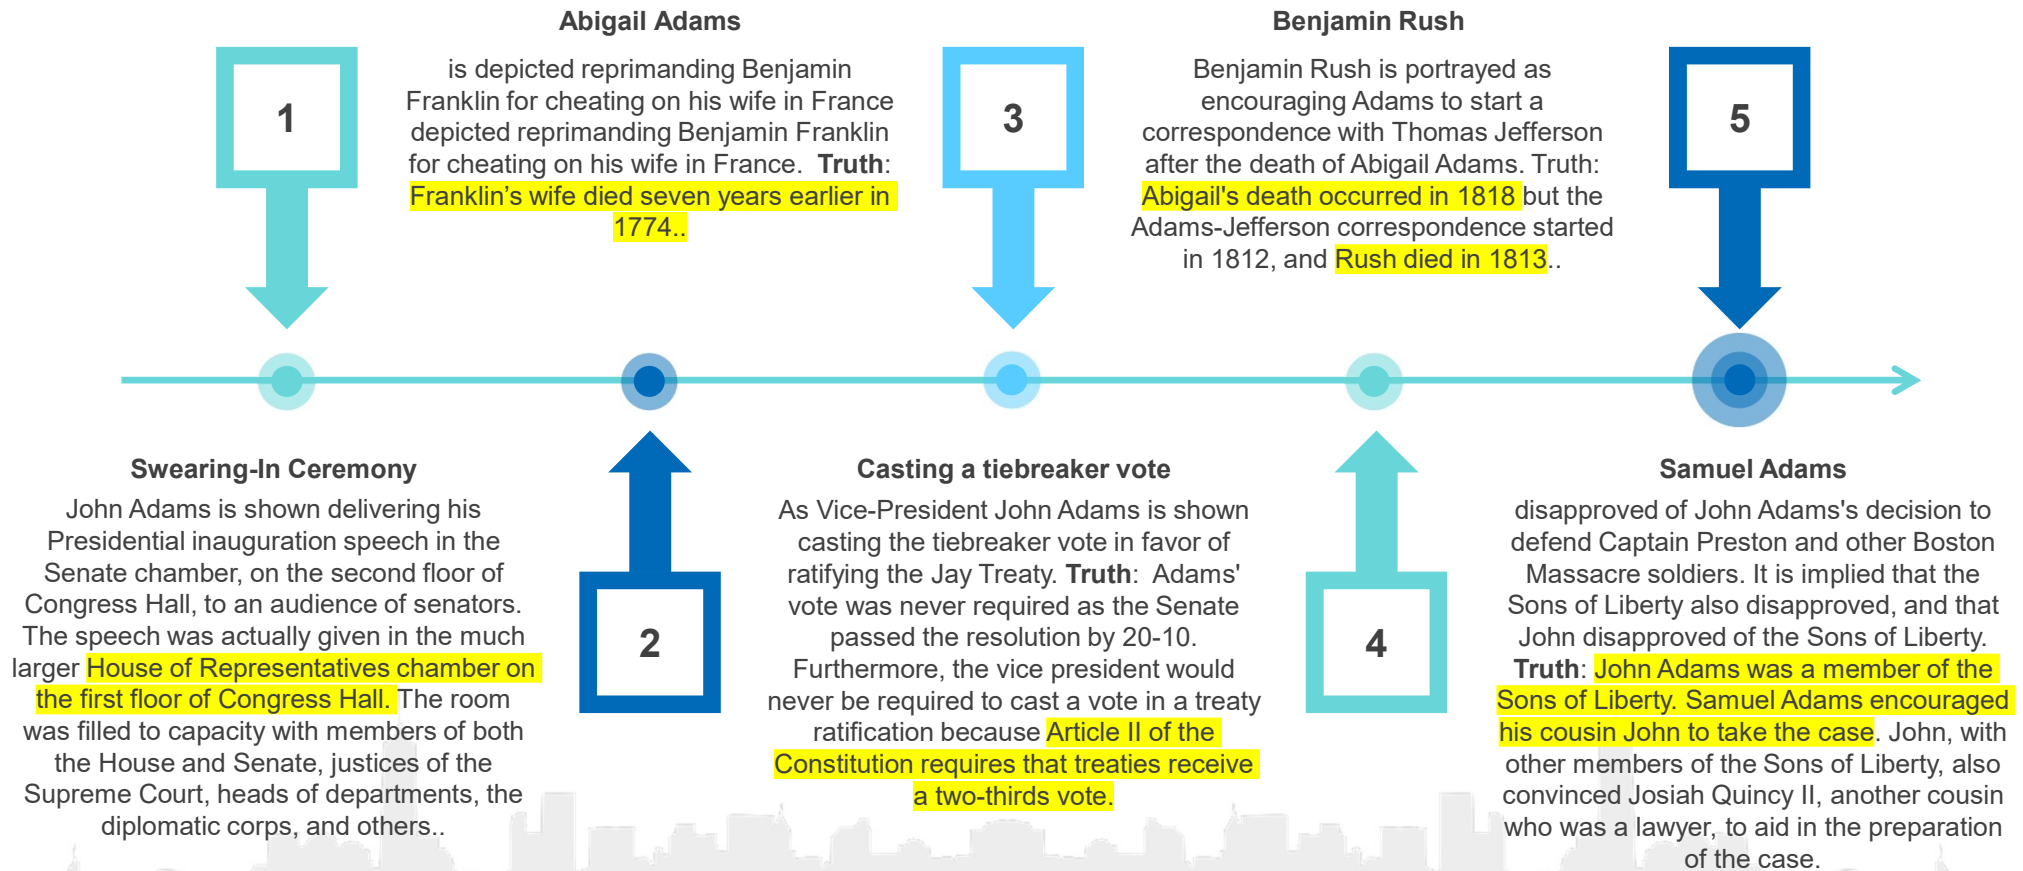 1
Swearing-In Ceremony
John Adams is shown delivering his
Presidential inauguration speech in the
Senate chamber, on the second floor of
Congress Hall, to an audience of senators.
The speech was actually given in the much
larger House of Representatives chamber on
the first floor of Congress Hall. The room
was filled to capacity with members of both
the House and Senate, justices of the
Supreme Court, heads of departments, the
diplomatic corps, and others..
Abigail Adams
is depicted reprimanding Benjamin
Franklin for cheating on his wife in France
depicted reprimanding Benjamin Franklin
for cheating on his wife in France. Truth:
Franklin’s wife died seven years earlier in
1774..
2
3
Casting a tiebreaker vote
As Vice-President John Adams is shown
casting the tiebreaker vote in favor of
ratifying the Jay Treaty. Truth: Adams'
vote was never required as the Senate
passed the resolution by 20-10.
Furthermore, the vice president would
never be required to cast a vote in a treaty
ratification because Article II of the
Constitution requires that treaties receive
a two-thirds vote.
Benjamin Rush
Benjamin Rush is portrayed as
encouraging Adams to start a
correspondence with Thomas Jefferson
after the death of Abigail Adams. Truth:
Abigail's death occurred in 1818 but the
Adams-Jefferson correspondence started
in 1812, and Rush died in 1813..
4
5
Samuel Adams
disapproved of John Adams's decision to
defend Captain Preston and other Boston
Massacre soldiers. It is implied that the
Sons of Liberty also disapproved, and that
John disapproved of the Sons of Liberty.
Truth: John Adams was a member of the
Sons of Liberty. Samuel Adams encouraged
his cousin John to take the case. John, with
other members of the Sons of Liberty, also
convinced Josiah Quincy II, another cousin
who was a lawyer, to aid in the preparation
of the case.